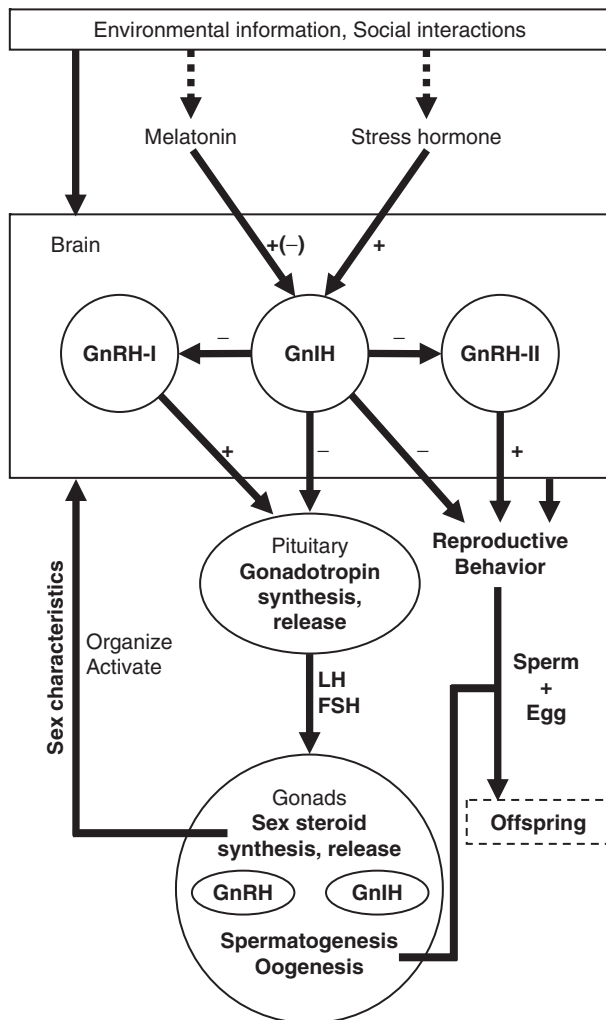 Environmental information, Social interactions
Melatonin
Stress hormone
+(−)
+
Brain
GnRH-I
−
GnIH
−
GnRH-II
+
−
−
+
Pituitary
Gonadotropin
synthesis,
release
Reproductive
Behavior
Sex characteristics
Organize
Activate
LH
FSH
Sperm
+
Egg
Gonads
Sex steroid
synthesis, release
Offspring
GnRH
GnIH
Spermatogenesis
Oogenesis